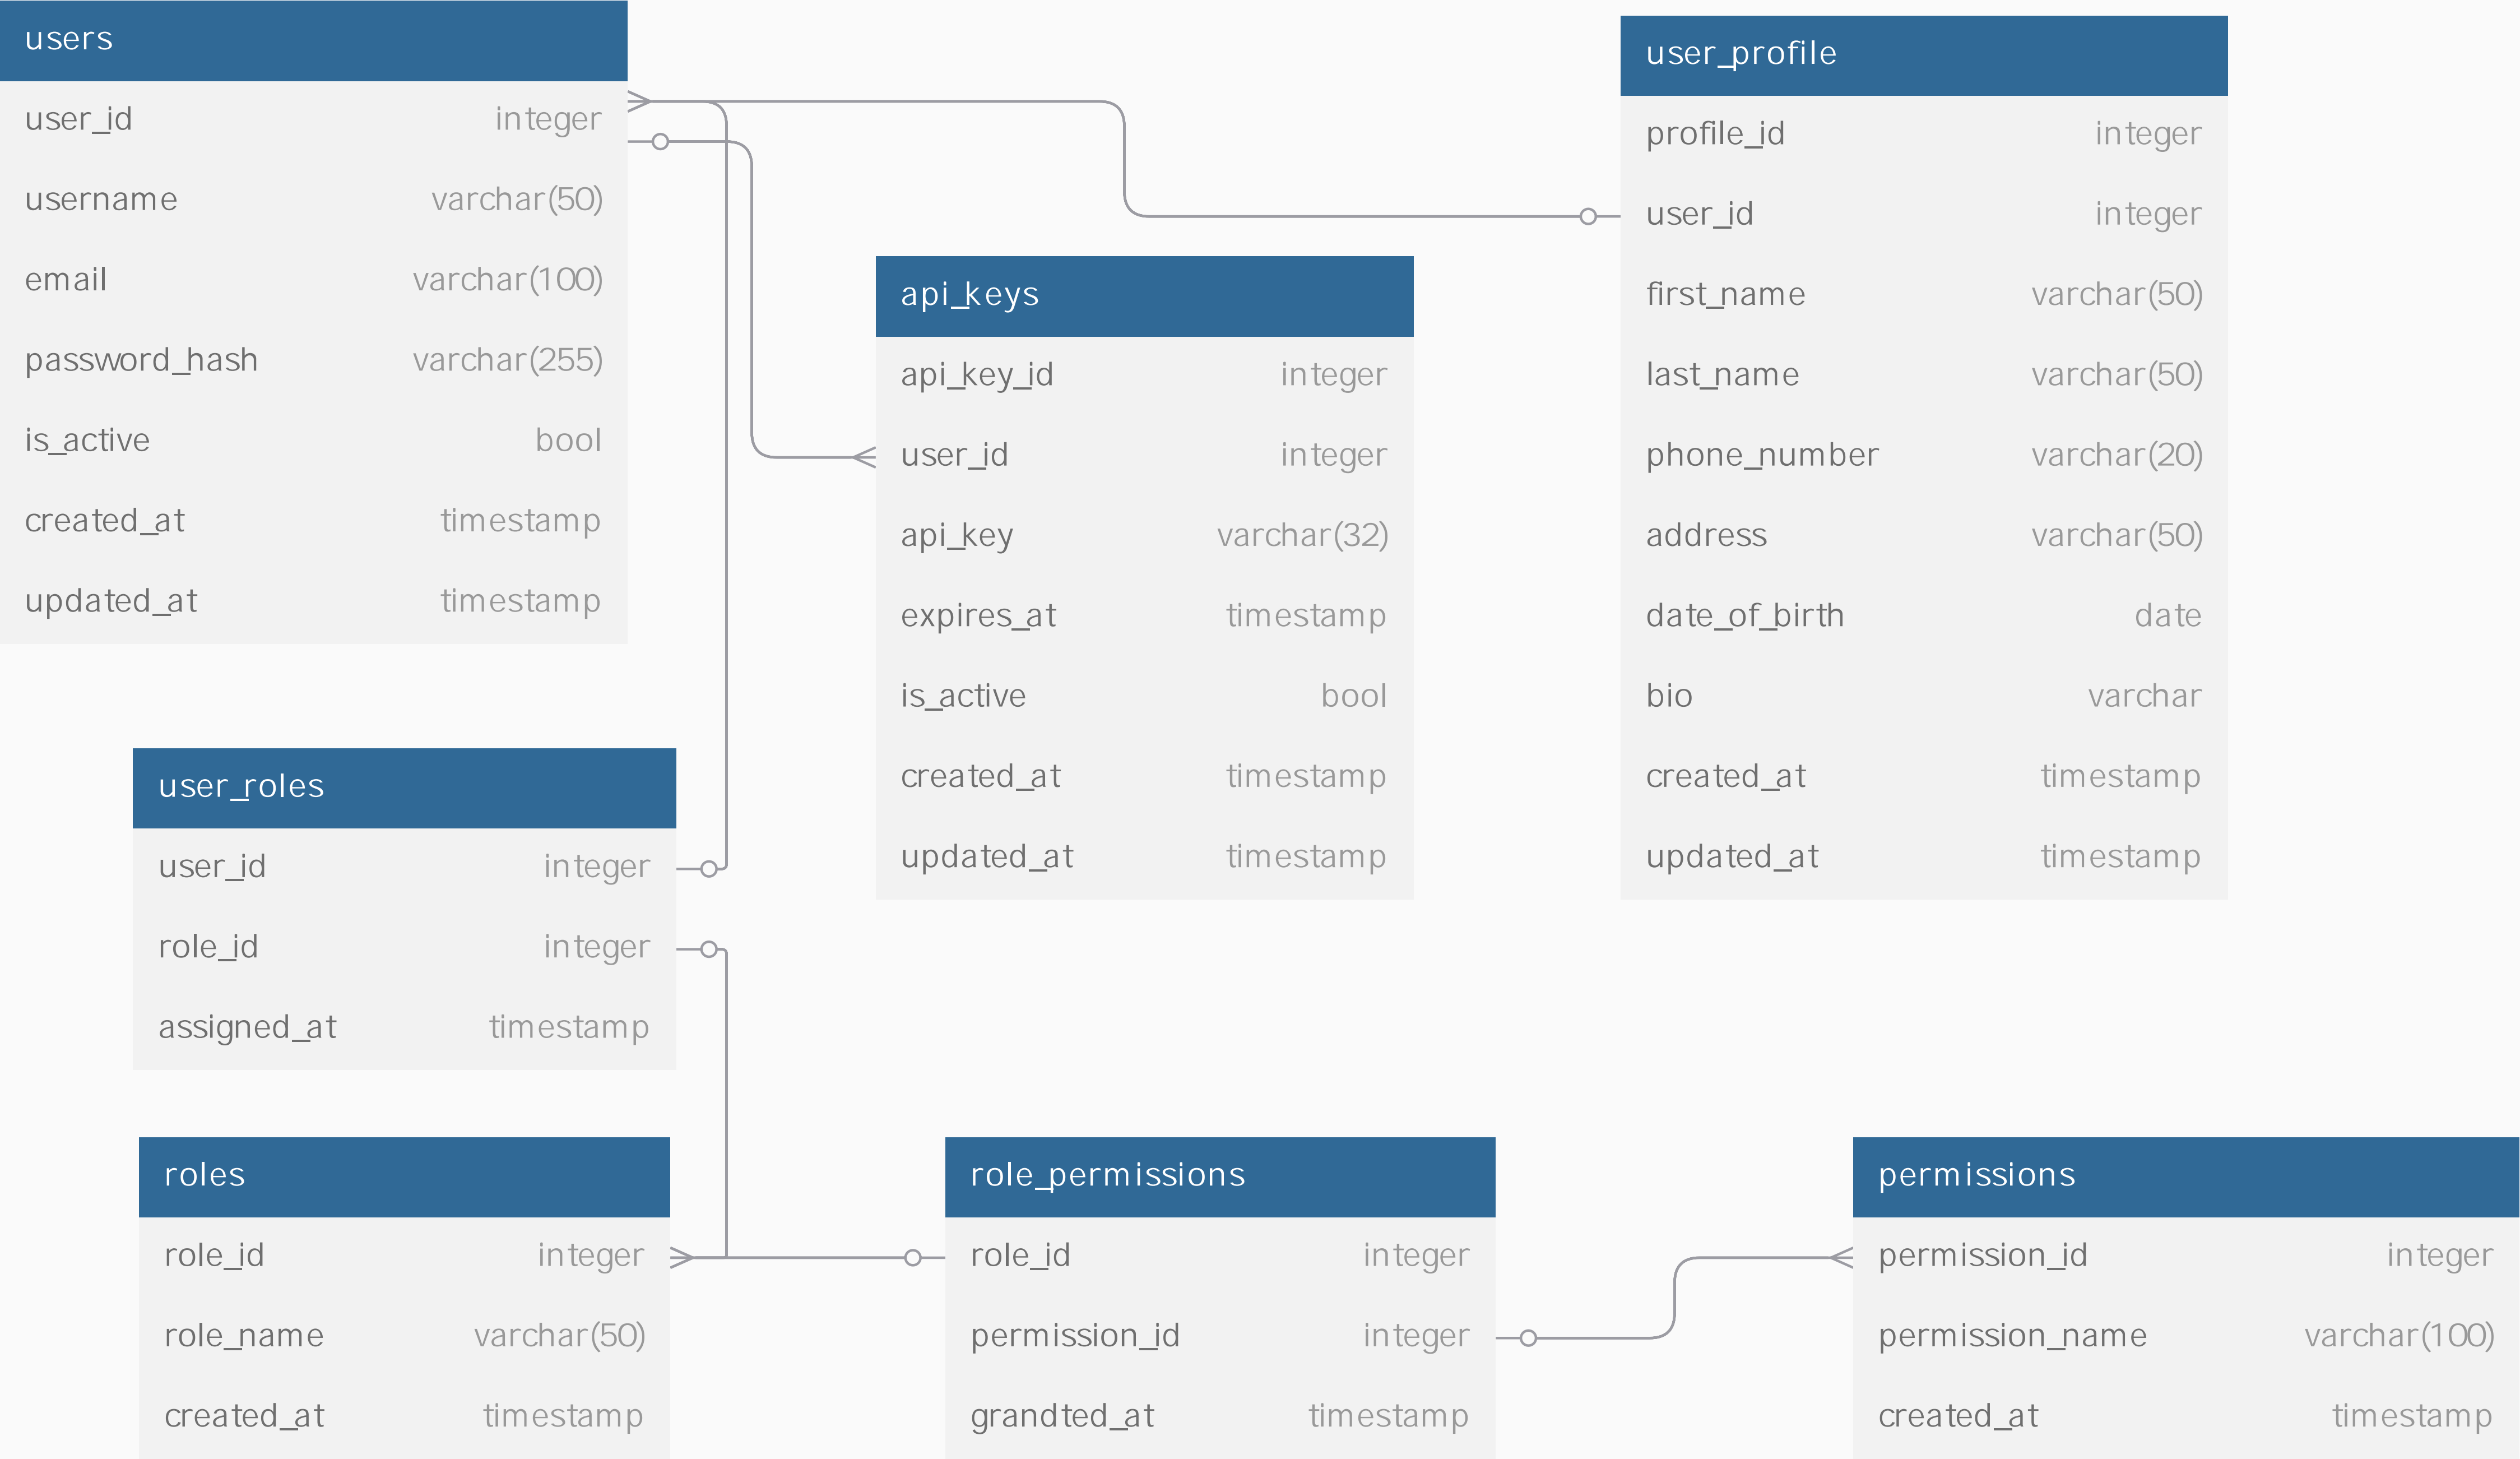 users
user_id integer
username varchar(50)
email varchar(100)
password_hash varchar(255)
is_active bool
created_at timestamp
updated_at timestamp
user_profile
profile_id integer
user_id integer
first_name varchar(50)
last_name varchar(50)
phone_number varchar(20)
address varchar(50)
date_of_birth date
bio varchar
created_at timestamp
updated_at timestamp
api_keys
api_key_id integer
user_id integer
api_key varchar(32)
expires_at timestamp
is_active bool
created_at timestamp
updated_at timestamp
user_roles
user_id integer
role_id integer
assigned_at timestamp
roles
role_id integer
role_name varchar(50)
created_at timestamp
role_permissions
role_id integer
permission_id integer
grandted_at timestamp
permissions
permission_id integer
permission_name varchar(100)
created_at timestamp